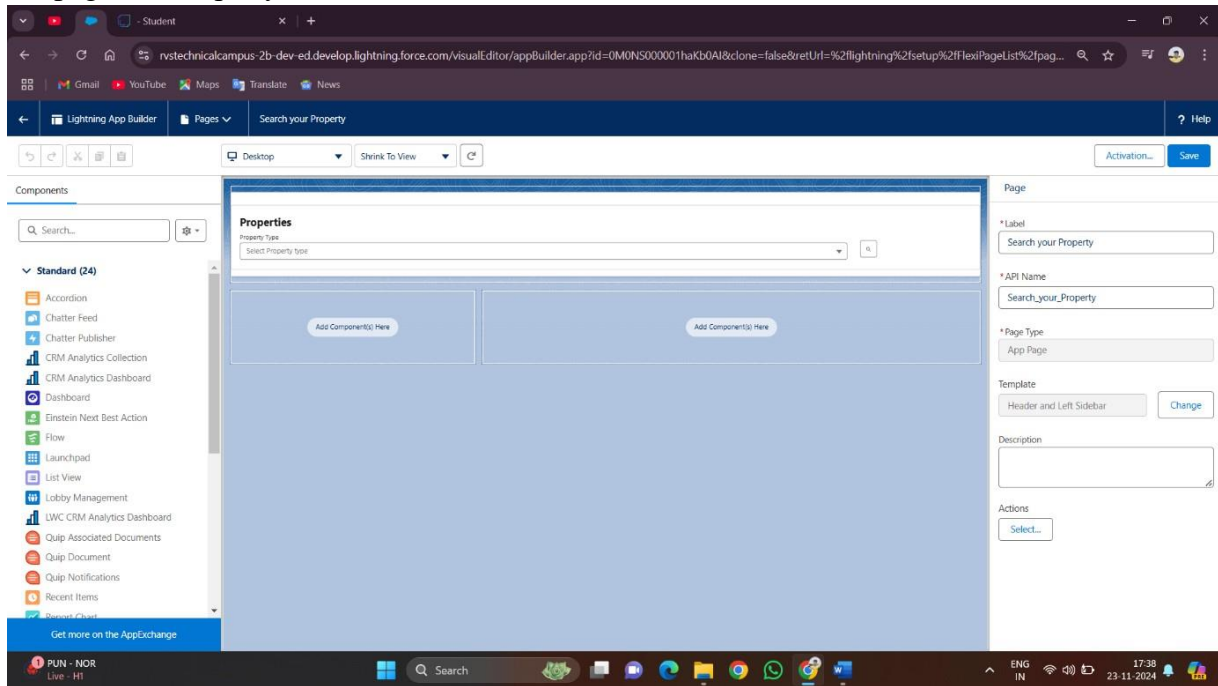 - Student
rvstechnicalcampus-2b-dev-ed.develop.lightning.force.com/visualEditor/appBuilder.app?id=0M0NS000001haKb0AI&clone=false&retUrl=%2flightning%2fsetup%2fFlexiPageList%2fpag...
Gmail YouTube Maps Translate News
Lightning App Builder Pages Search your Property ? Help
Desktop Shrink To View Activation... Save
Components
Search...
Standard (24)
Accordion
Chatter Feed
Chatter Publisher
CRM Analytics Collection
CRM Analytics Dashboard
Dashboard
Einstein Next Best Action
Flow
Launchpad
List View
Lobby Management
LWC CRM Analytics Dashboard
Quip Associated Documents
Quip Document
Quip Notifications
Recent Items
Report Chart
Get more on the AppExchange
Properties
Property Type
Select Property type
Add Component(s) Here Add Component(s) Here
Page
*Label
Search your Property
*API Name
Search_your_Property
*Page Type
App Page
Template
Header and Left Sidebar Change
Description
Actions
Select...
1 PUN - NOR
Live - H1
Search
ENG
IN
17:38
23-11-2024